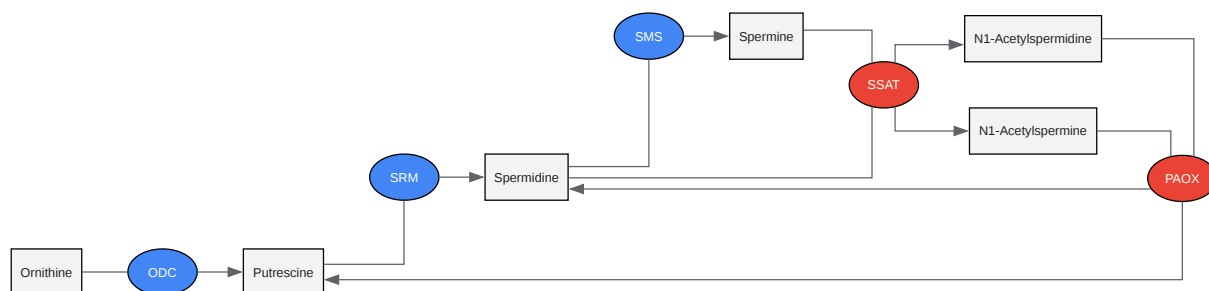 SMS
Spermine
N1-Acetylspermidine
SSAT
N1-Acetylspermine
SRM
Spermidine
PAOX
Ornithine
ODC
Putrescine